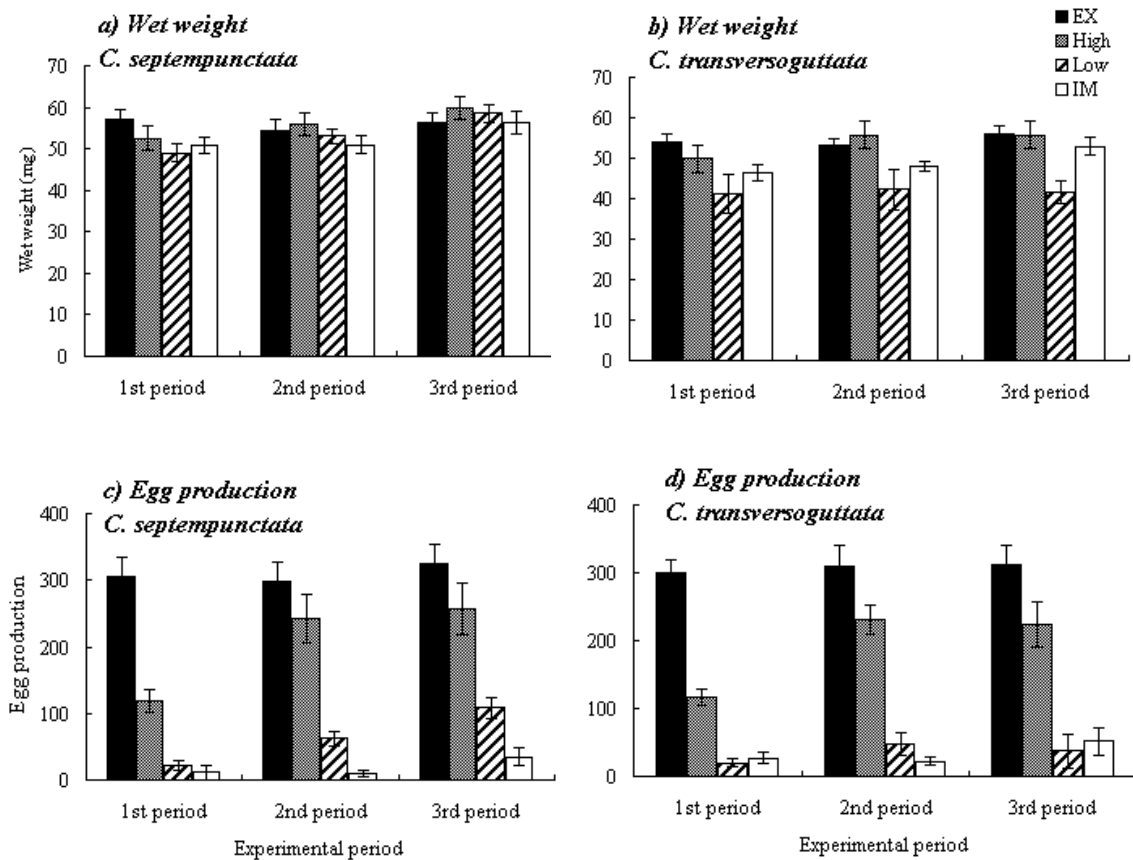 a) Wet weight
C. septempunctata
70
60
50
40
30
20
10
0
Wet weight (mg)
1st period 2nd period 3rd period
b) Wet weight
C. transversoguttata
EX
High
Low
IM
70
60
50
40
30
20
10
0
1st period 2nd period 3rd period
c) Egg production
C. septempunctata
400
300
200
100
0
Egg production
1st period 2nd period 3rd period
Experimental period
d) Egg production
C. transversoguttata
400
300
200
100
0
1st period 2nd period 3rd period
Experimental period